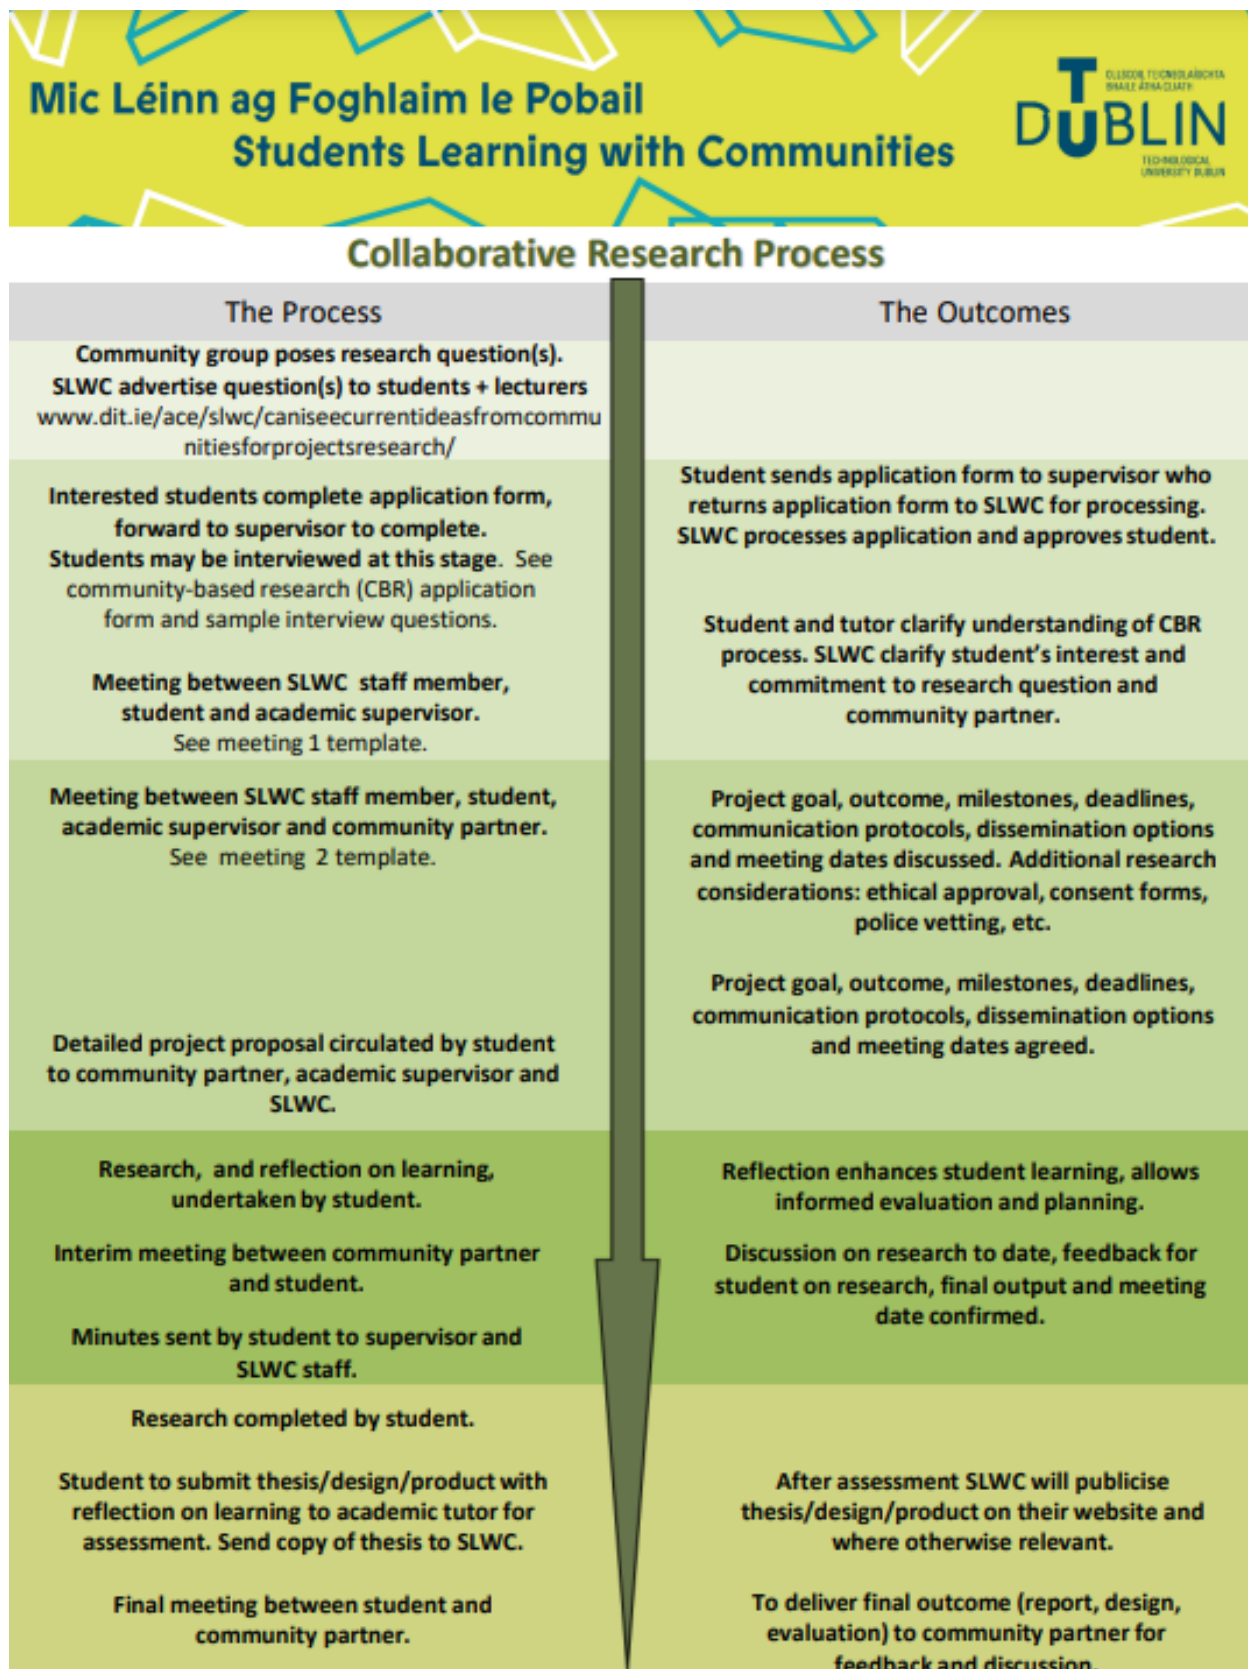 Mic Léinn ag Foghlaim le Pobail
Students Learning with Communities
OLLSCOIL TEICNEOLAÍOCHTA
BHAILE ÁTHA CLIATH
DUBLIN
TECHNOLOGICAL
UNIVERSITY DUBLIN
Collaborative Research Process
The Process
Community group poses research question(s).
SLWC advertise question(s) to students + lecturers
www.dit.ie/ace/slwc/caniseecurrentideasfromcommu
nitiesforprojectsresearch/
Interested students complete application form,
forward to supervisor to complete.
Students may be interviewed at this stage. See
community-based research (CBR) application
form and sample interview questions.
Meeting between SLWC staff member,
student and academic supervisor.
See meeting 1 template.
Meeting between SLWC staff member, student,
academic supervisor and community partner.
See meeting 2 template.
Detailed project proposal circulated by student
to community partner, academic supervisor and
SLWC.
Research, and reflection on learning,
undertaken by student.
Interim meeting between community partner
and student.
Minutes sent by student to supervisor and
SLWC staff.
Research completed by student.
Student to submit thesis/design/product with
reflection on learning to academic tutor for
assessment. Send copy of thesis to SLWC.
Final meeting between student and
community partner.
The Outcomes
Student sends application form to supervisor who
returns application form to SLWC for processing.
SLWC processes application and approves student.
Student and tutor clarify understanding of CBR
process. SLWC clarify student's interest and
commitment to research question and
community partner.
Project goal, outcome, milestones, deadlines,
communication protocols, dissemination options
and meeting dates discussed. Additional research
considerations: ethical approval, consent forms,
police vetting, etc.
Project goal, outcome, milestones, deadlines,
communication protocols, dissemination options
and meeting dates agreed.
Reflection enhances student learning, allows
informed evaluation and planning.
Discussion on research to date, feedback for
student on research, final output and meeting
date confirmed.
After assessment SLWC will publicise
thesis/design/product on their website and
where otherwise relevant.
To deliver final outcome (report, design,
evaluation) to community partner for
feedback and discussion.